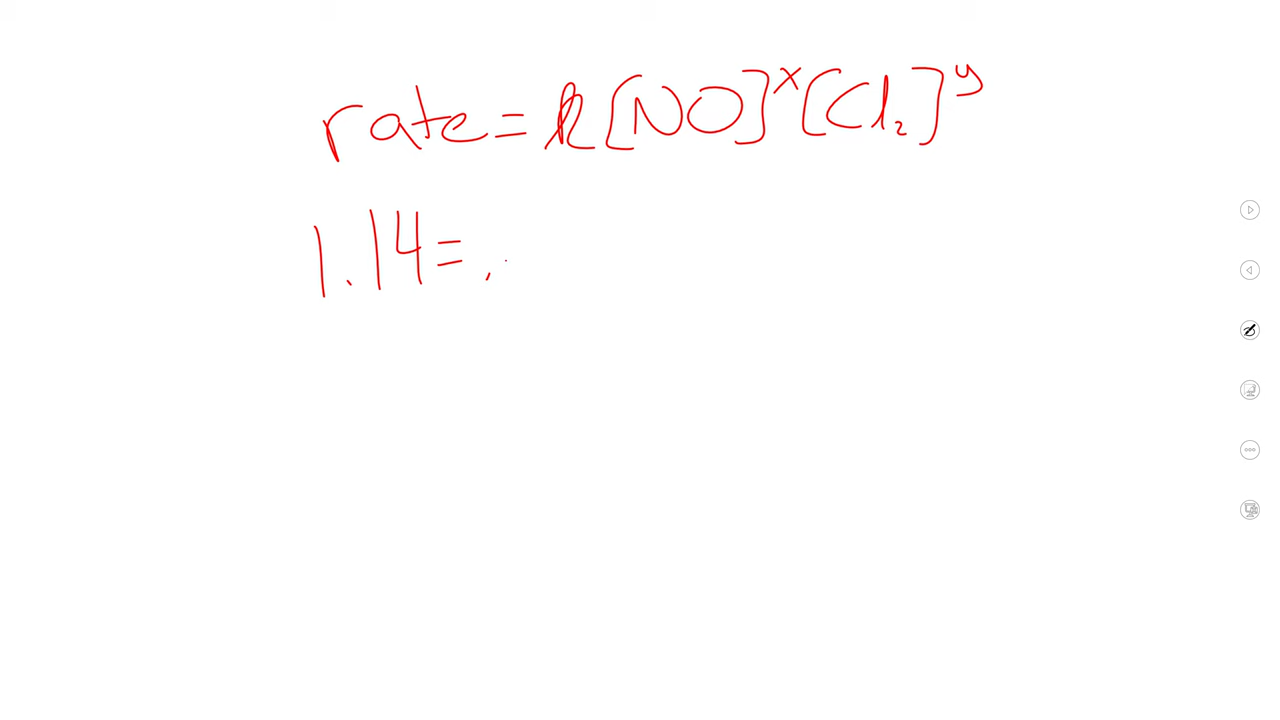 rate = k[NO]^x[Cl₂]^y
1.14 = .